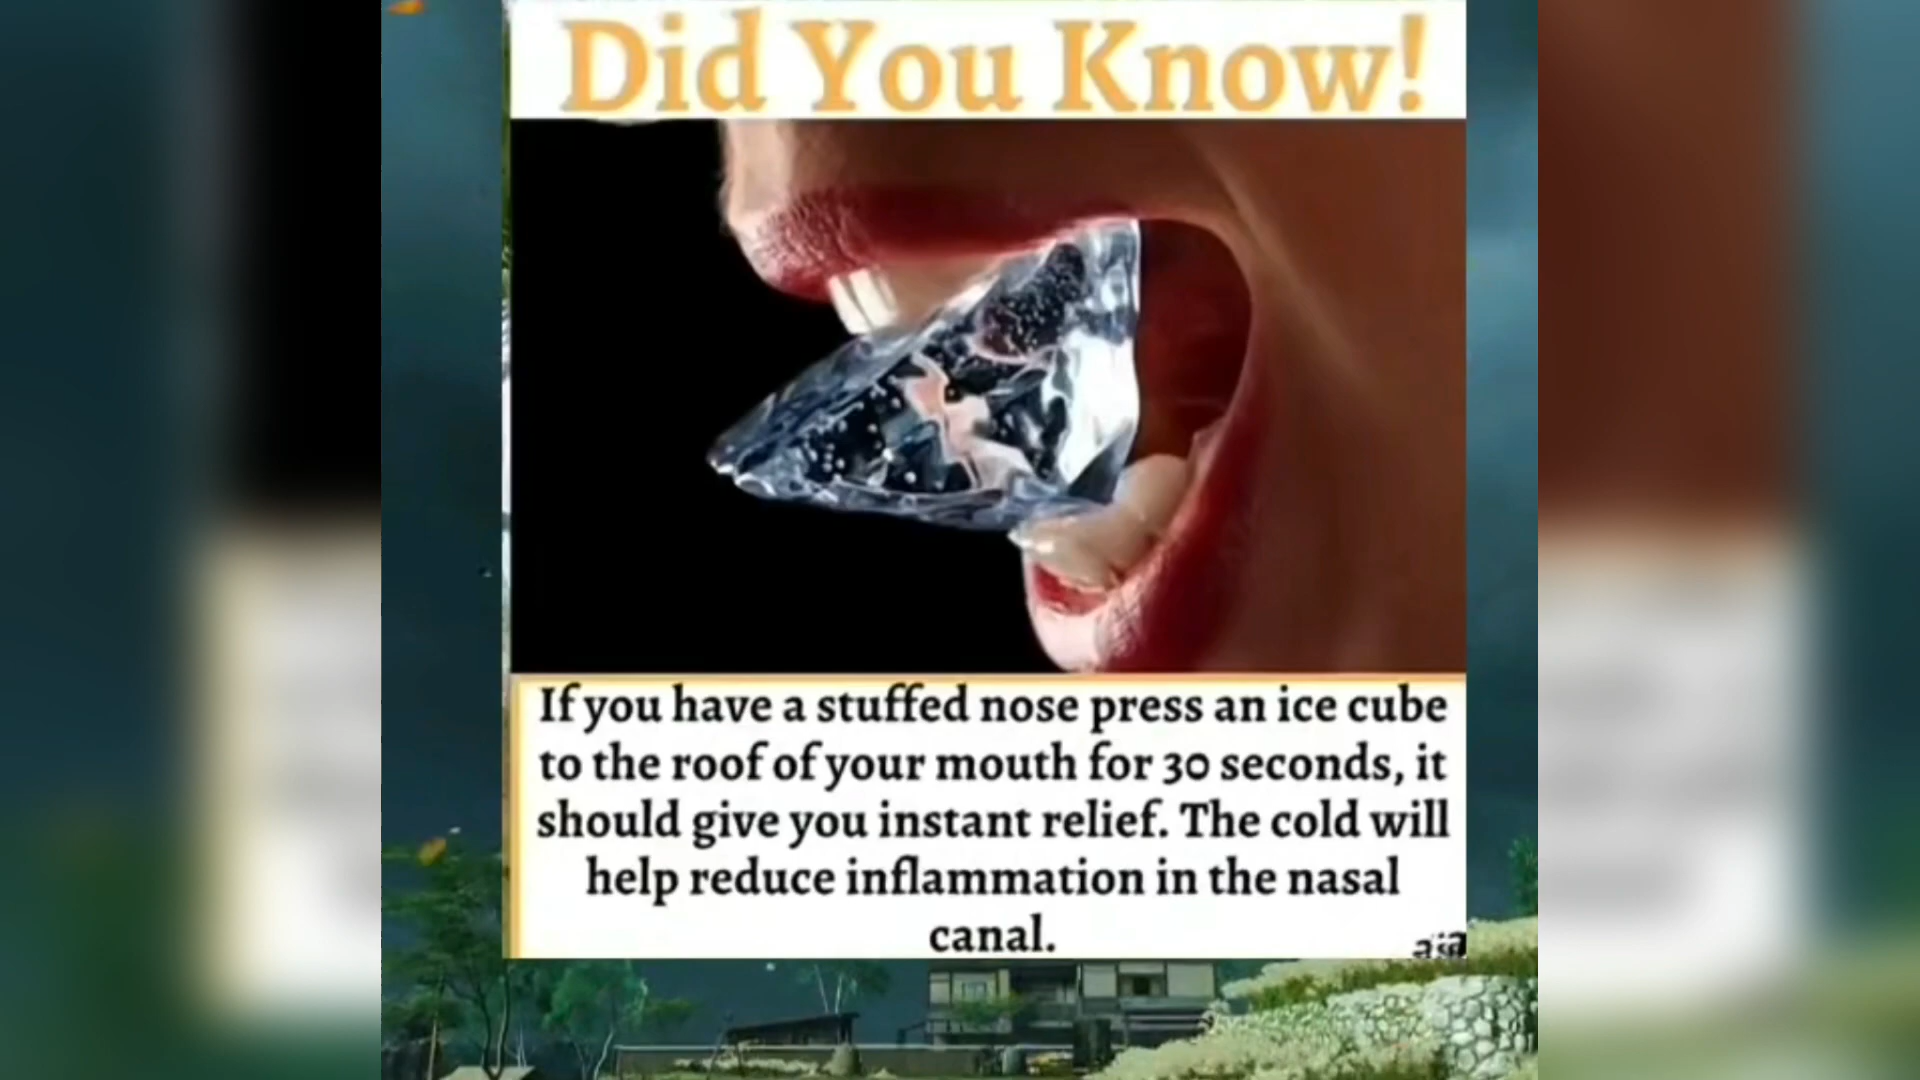 Did You Know!
If you have a stuffed nose press an ice cube
to the roof of your mouth for 30 seconds, it
should give you instant relief. The cold will
help reduce inflammation in the nasal
canal.